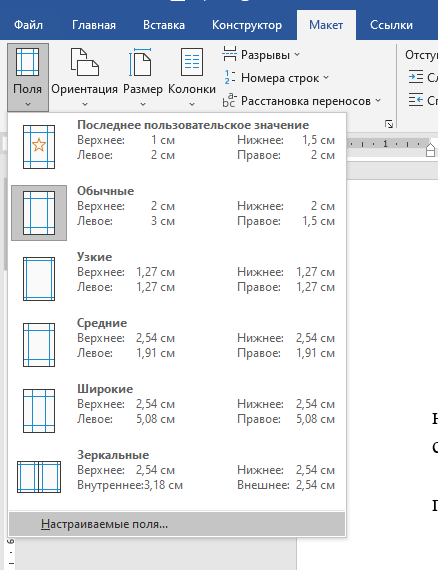 Файл Главная Вставка Конструктор Макет Ссылки
Поля Ориентация Размер Колонки
Разрывы
Номера строк
Расстановка переносов
Отсту
Сл
Сп
1
Последнее пользовательское значение
Верхнее: 1 см Нижнее: 1,5 см
Левое: 2 см Правое: 2 см
Обычные
Верхнее: 2 см Нижнее: 2 см
Левое: 3 см Правое: 1,5 см
Узкие
Верхнее: 1,27 см Нижнее: 1,27 см
Левое: 1,27 см Правое: 1,27 см
Средние
Верхнее: 2,54 см Нижнее: 2,54 см
Левое: 1,91 см Правое: 1,91 см
Широкие
Верхнее: 2,54 см Нижнее: 2,54 см
Левое: 5,08 см Правое: 5,08 см
Зеркальные
Верхнее: 2,54 см Нижнее: 2,54 см
Внутреннее: 3,18 см Внешнее: 2,54 см
Настраиваемые поля...